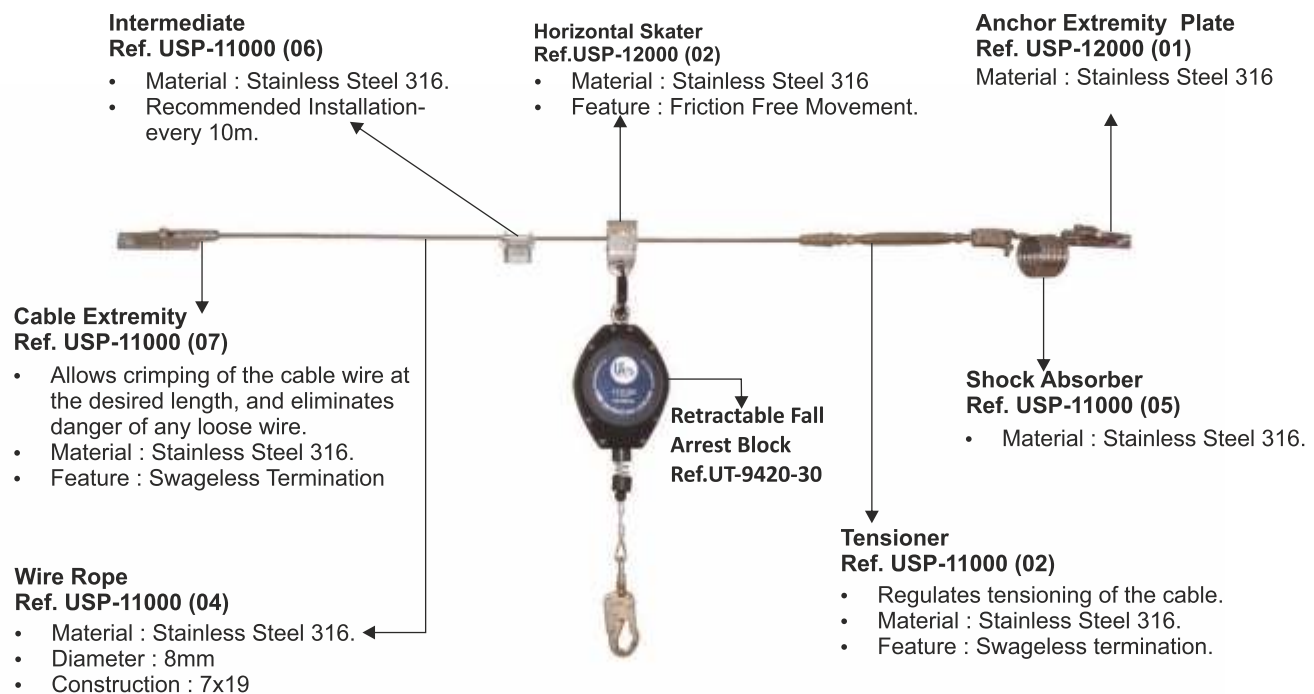 Intermediate
Ref. USP-11000 (06)
• Material : Stainless Steel 316.
• Recommended Installation-
every 10m.
Horizontal Skater
Ref.USP-12000 (02)
• Material : Stainless Steel 316
• Feature : Friction Free Movement.
Anchor Extremity Plate
Ref. USP-12000 (01)
Material : Stainless Steel 316
Cable Extremity
Ref. USP-11000 (07)
• Allows crimping of the cable wire at
the desired length, and eliminates
danger of any loose wire.
• Material : Stainless Steel 316.
• Feature : Swageless Termination
Retractable Fall
Arrest Block
Ref.UT-9420-30
Shock Absorber
Ref. USP-11000 (05)
• Material : Stainless Steel 316.
Tensioner
Ref. USP-11000 (02)
• Regulates tensioning of the cable.
• Material : Stainless Steel 316.
• Feature : Swageless termination.
Wire Rope
Ref. USP-11000 (04)
• Material : Stainless Steel 316.
• Diameter : 8mm
• Construction : 7x19